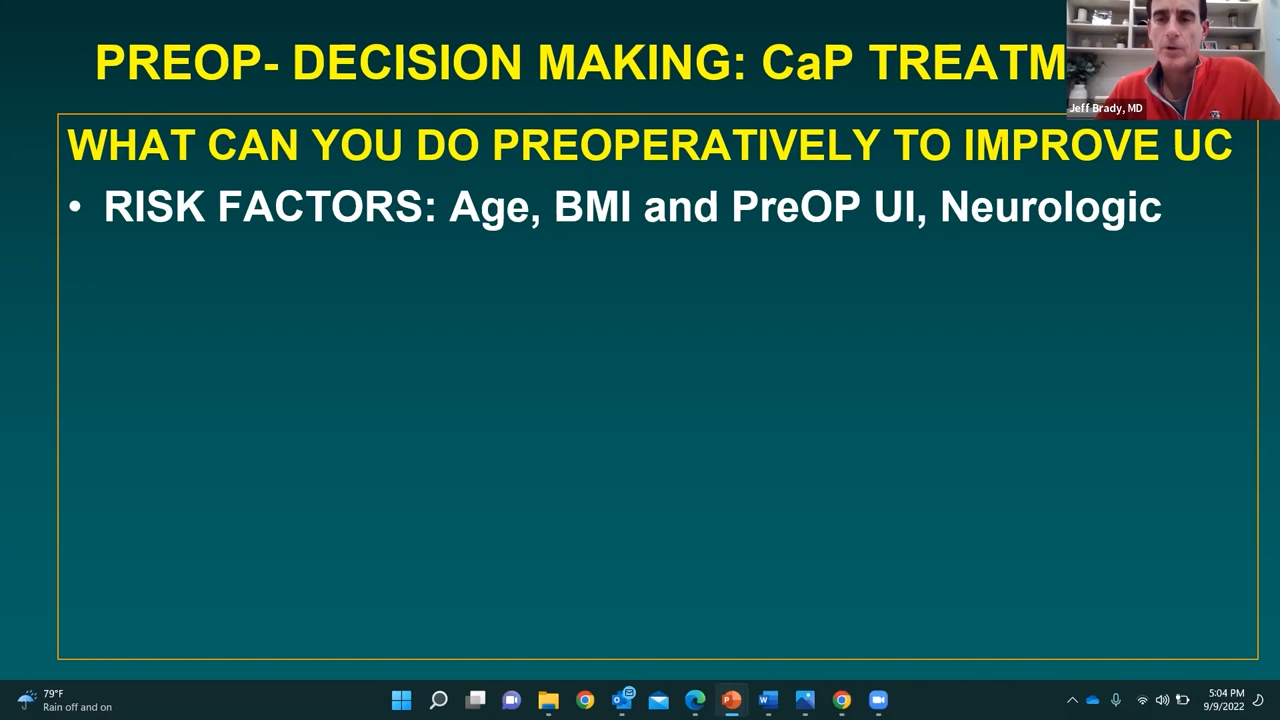 PREOP- DECISION MAKING: CaP TREATM
Jeff Brady, MD
WHAT CAN YOU DO PREOPERATIVELY TO IMPROVE UC
• RISK FACTORS: Age, BMI and PreOP UI, Neurologic
79°F
Rain off and on
5:04 PM
9/9/2022